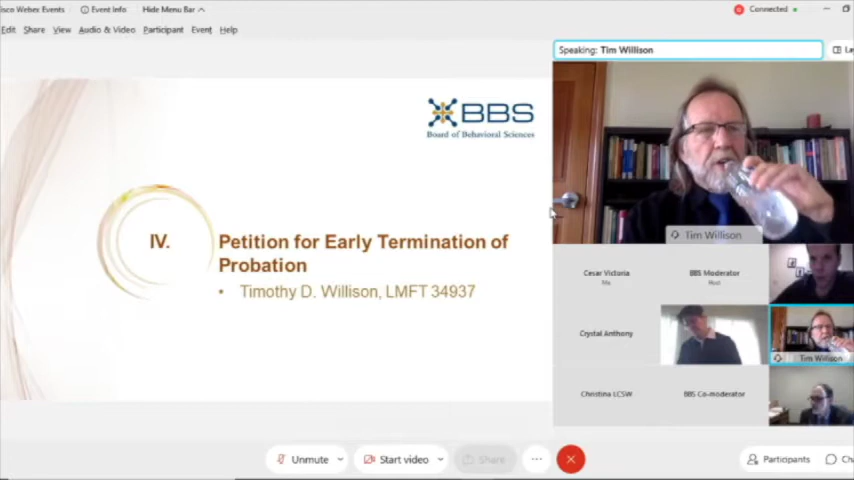 isco Webex Events
Event Info
Hide Menu Bar
Connected
Edit Share View Audio & Video Participant Event Help
Speaking: Tim Willison
BBS
Board of Behavioral Sciences
IV.
Petition for Early Termination of
Probation
• Timothy D. Willison, LMFT 34937
Tim Willison
Cesar Victoria
Me
BBS Moderator
Host
Crystal Anthony
Tim Willison
Christina LCSW
BBS Co-moderator
Unmute
Start video
Share
Participants